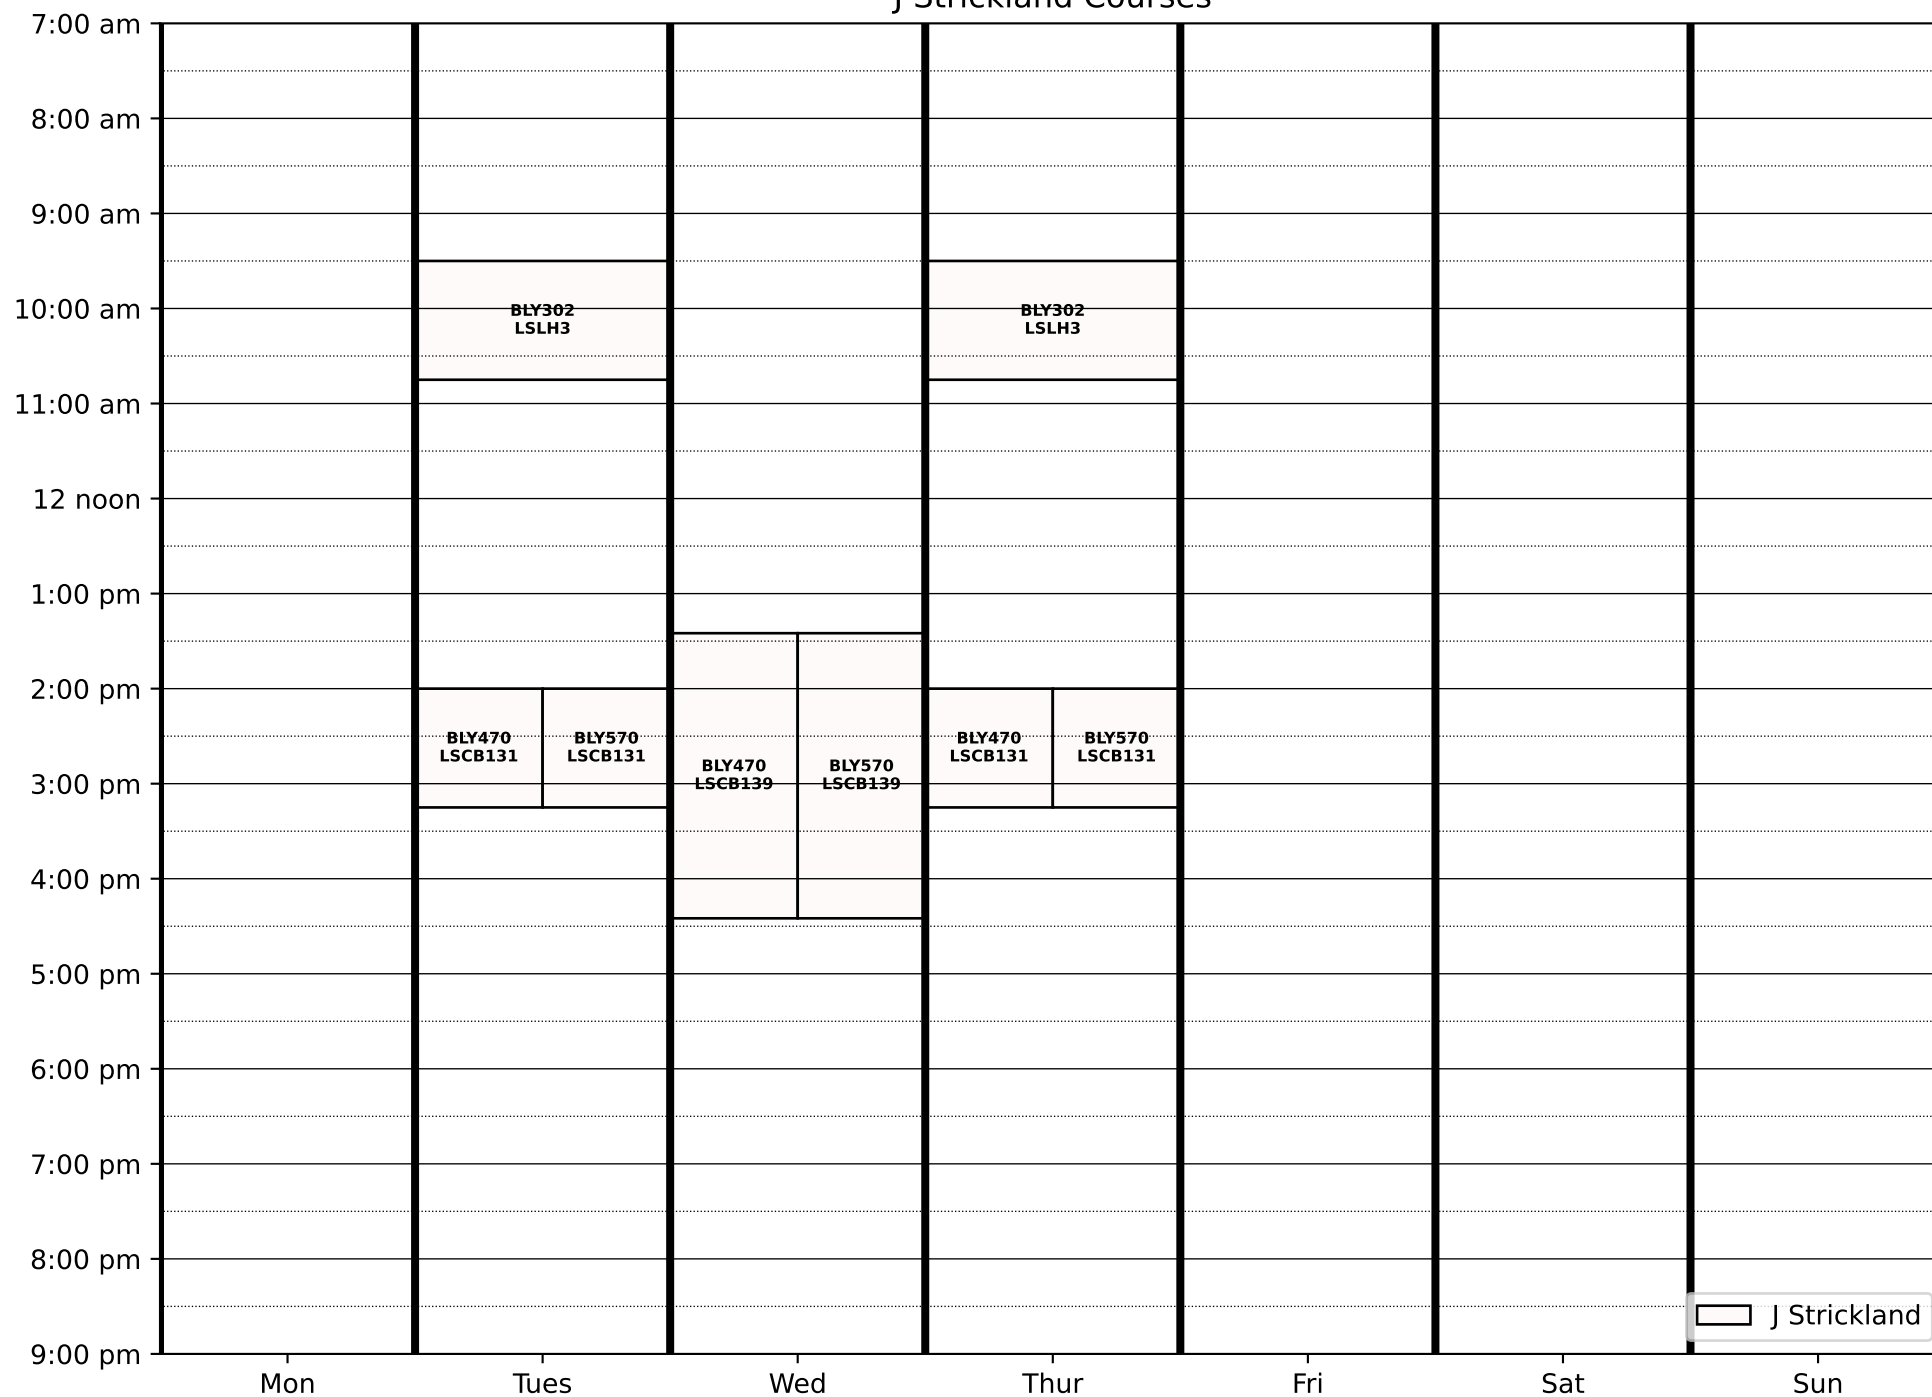 J Strickland Courses
7:00 am
8:00 am
9:00 am
10:00 am
11:00 am
12 noon
1:00 pm
2:00 pm
3:00 pm
4:00 pm
5:00 pm
6:00 pm
7:00 pm
8:00 pm
9:00 pm
BLY302
LSLH3
BLY302
LSLH3
BLY470
LSCB131
BLY570
LSCB131
BLY470
LSCB139
BLY570
LSCB139
BLY470
LSCB131
BLY570
LSCB131
J Strickland
Mon
Tues
Wed
Thur
Fri
Sat
Sun